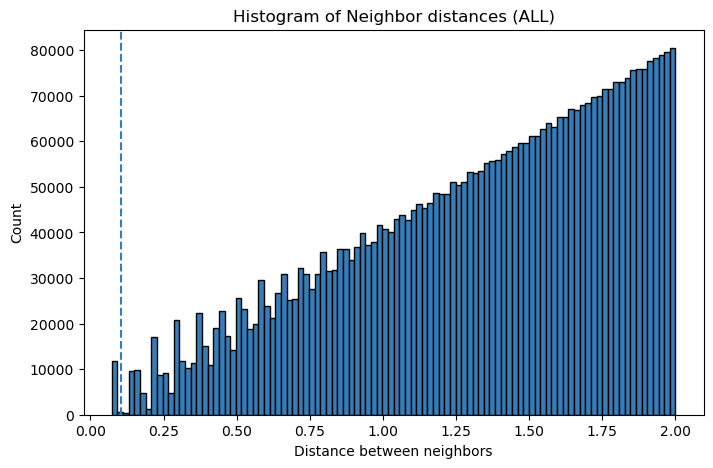 Histogram of Neighbor distances (ALL)
Count
80000
70000
60000
50000
40000
30000
20000
10000
0
0.00 0.25 0.50 0.75 1.00 1.25 1.50 1.75 2.00
Distance between neighbors